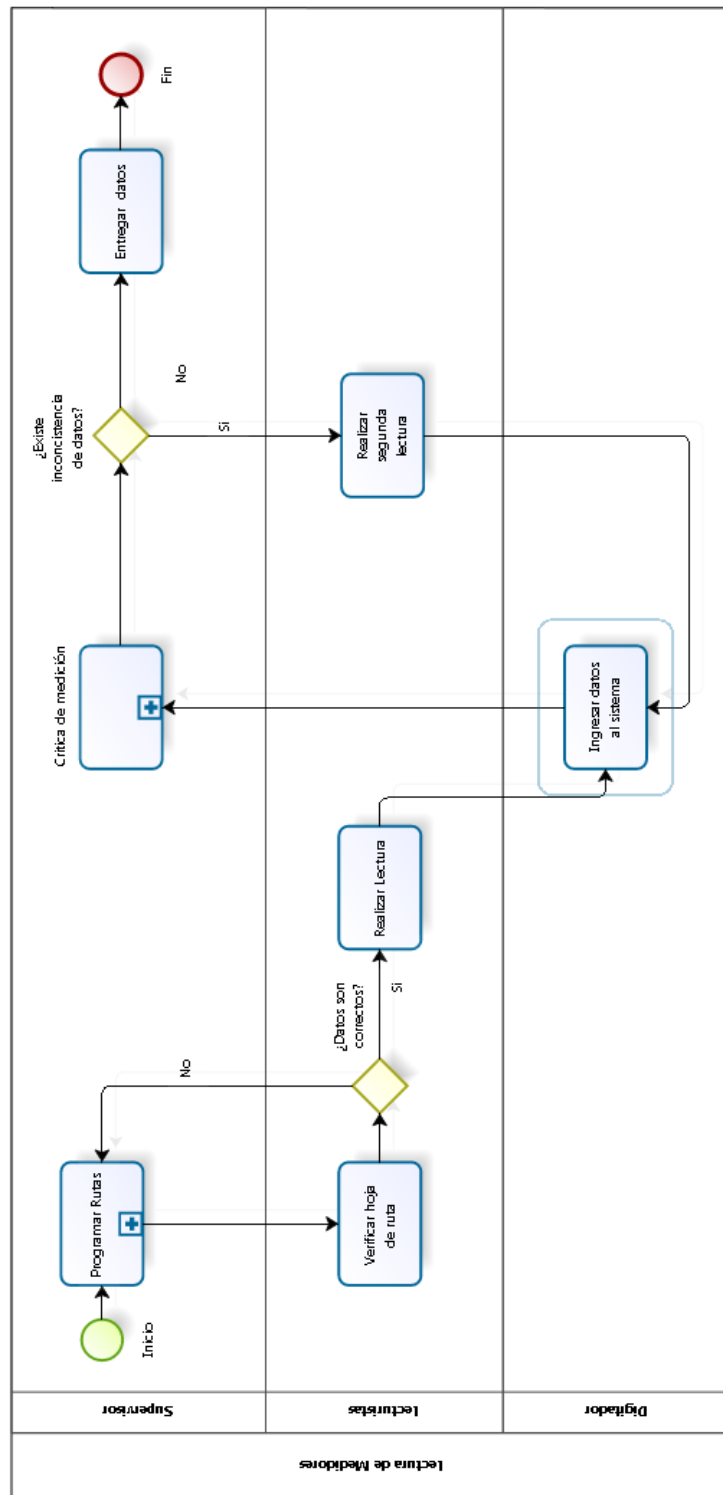 Lectura de Medidores
Supervisor
Inicio
Programar Rutas
No
Critica de medición
¿Existe
inconcistencia
de datos?
No
Si
Entregar datos
Fin
Lecturistas
Verificar hoja
de ruta
¿Datos son
correctos?
Si
Realizar Lectura
Realizar
segunda
lectura
Digitador
Ingresar datos
al sistema